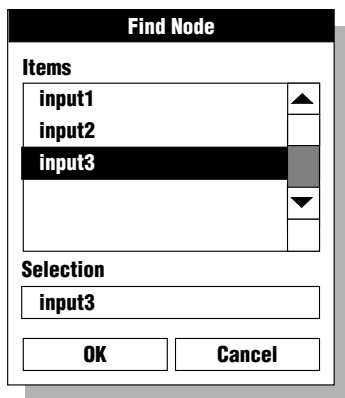 Find Node
Items
input1
input2
input3
Selection
input3
OK Cancel